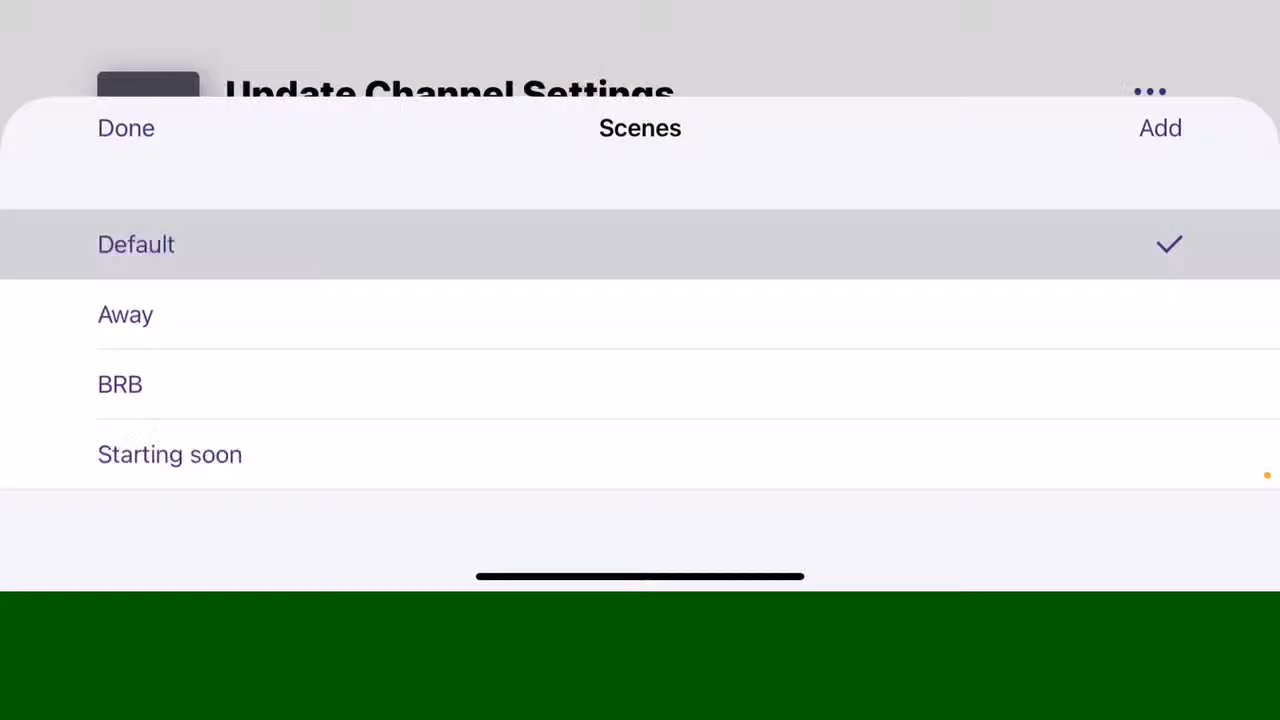 Update Channel Settings
Done
Scenes
Add
Default
Away
BRB
Starting soon